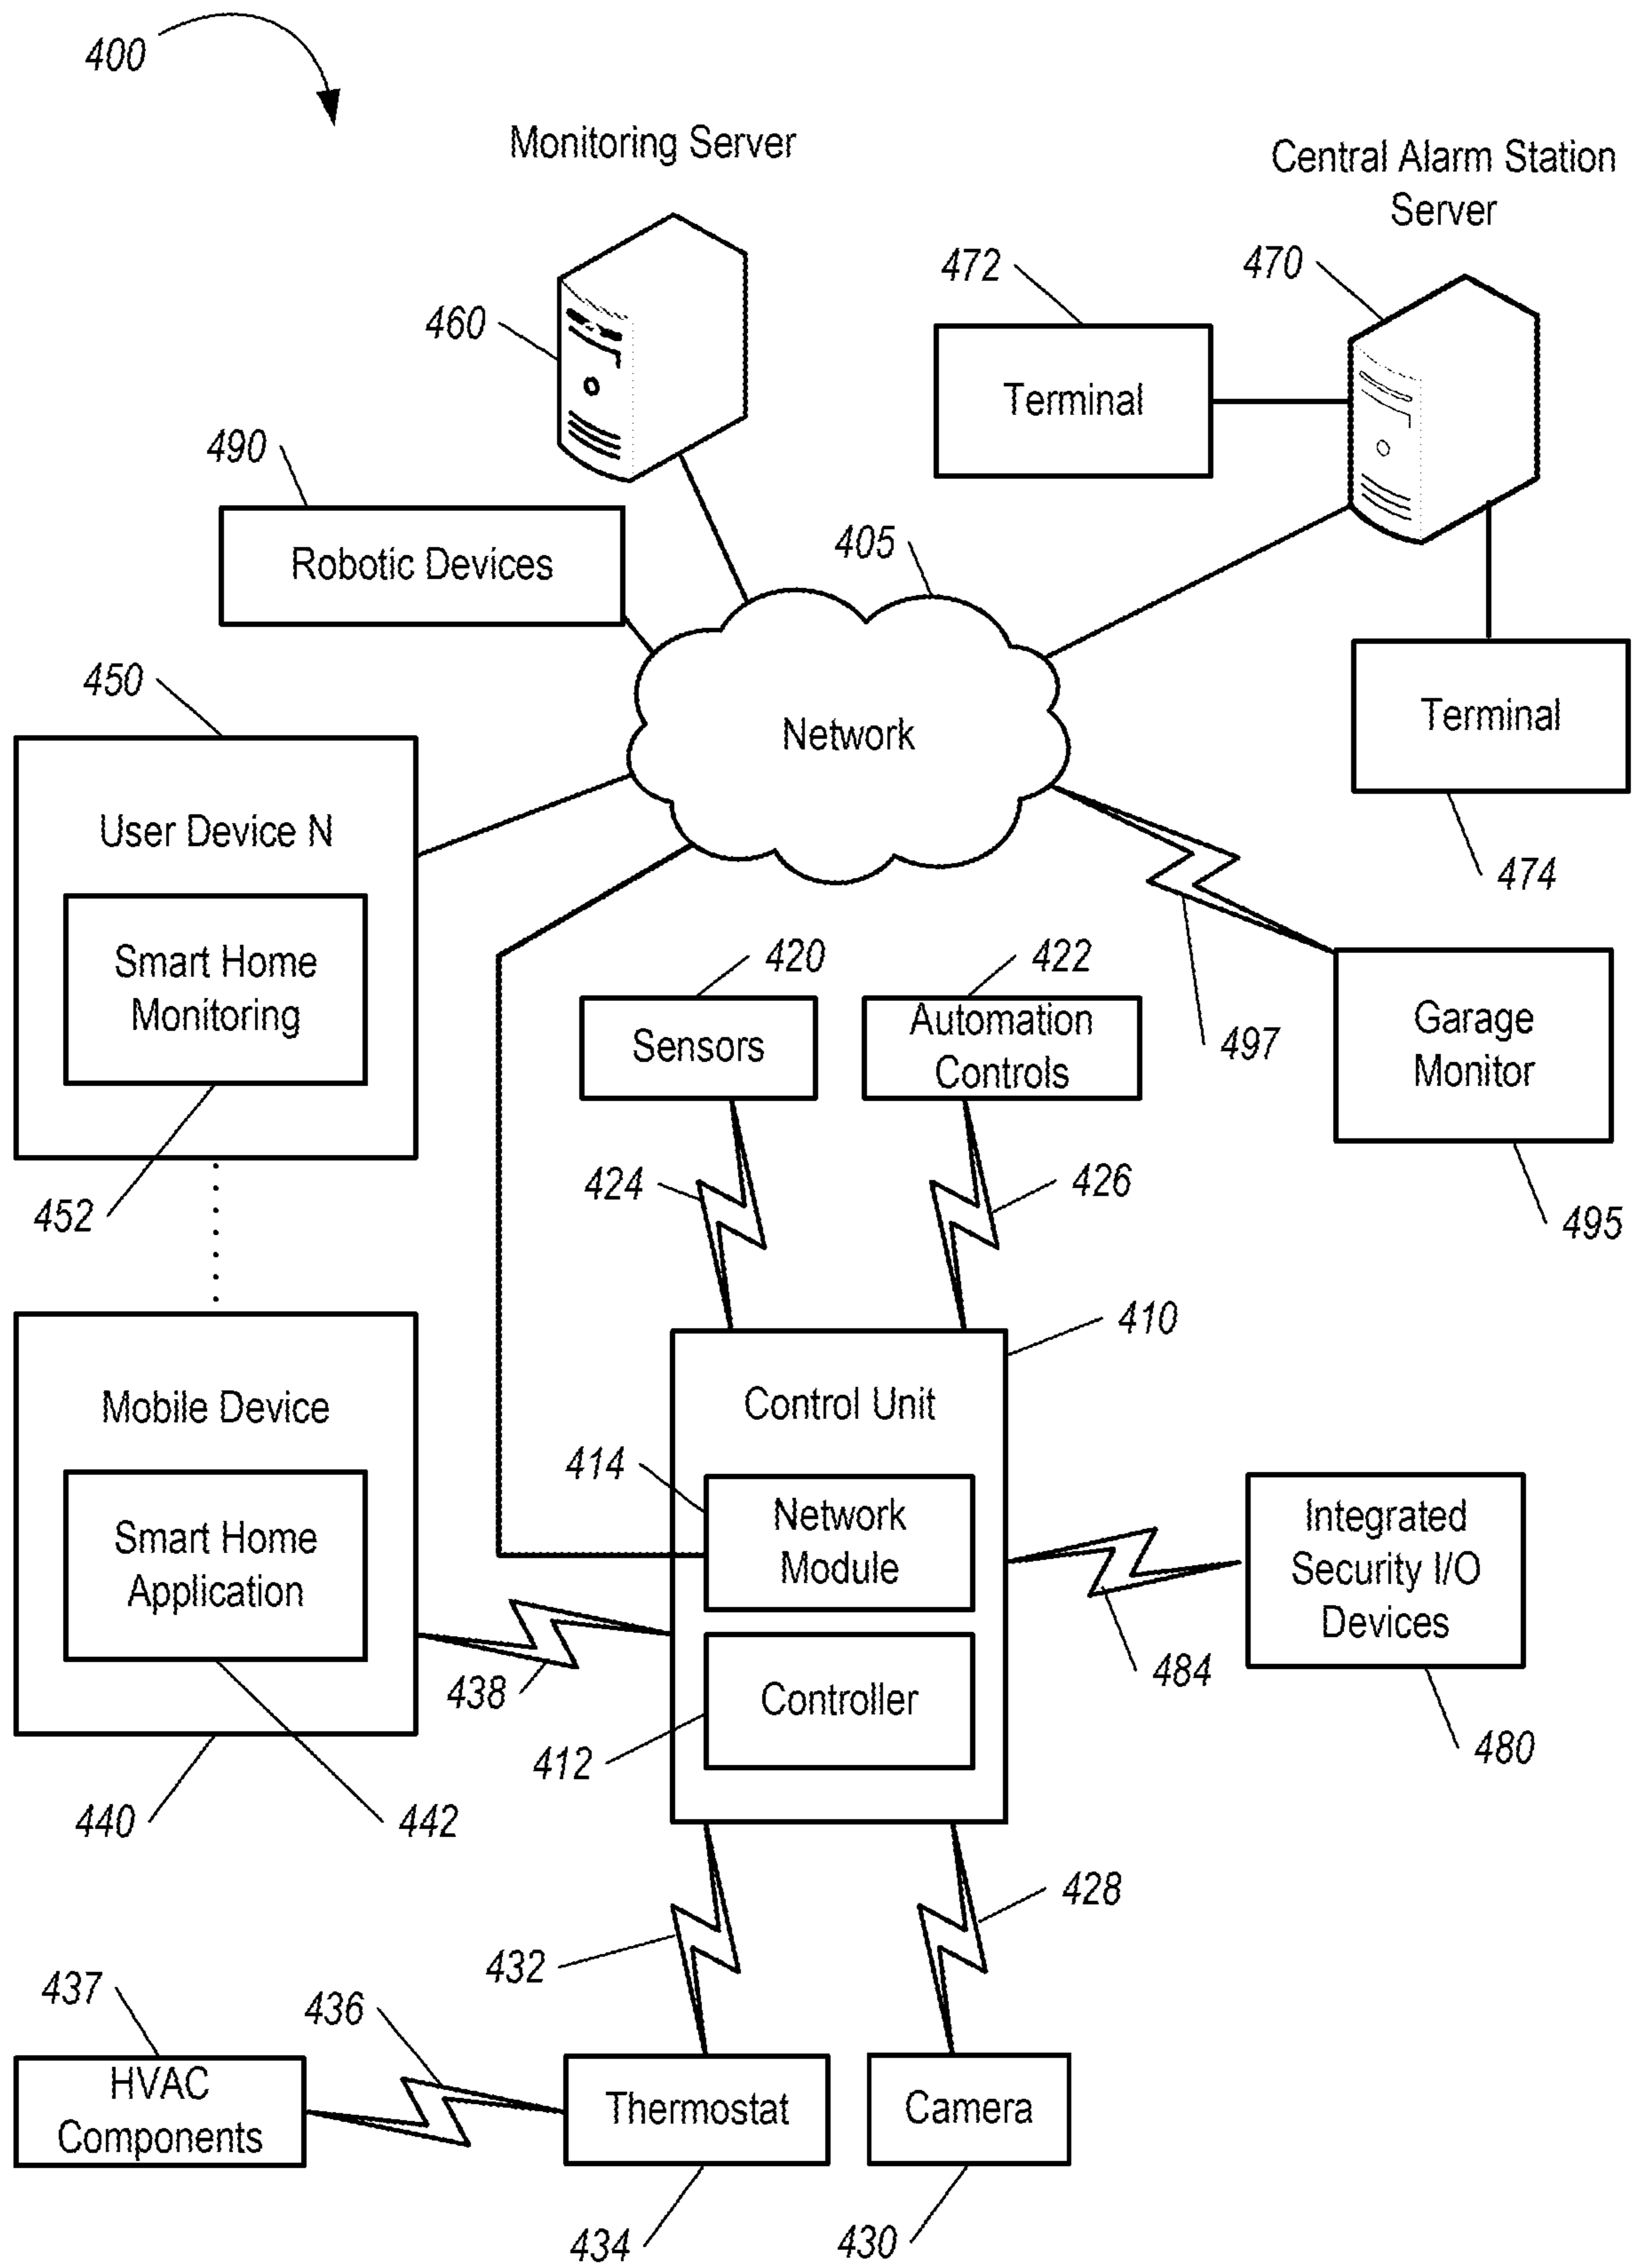 400
Monitoring Server
Central Alarm Station
Server
472
470
460
Terminal
490
405
Robotic Devices
450
Network
Terminal
User Device N
474
Smart Home
Monitoring
420
422
Sensors
Automation
Controls
497
Garage
Monitor
424
426
452
495
410
Mobile Device
Control Unit
414
Network
Module
Integrated
Security I/O
Devices
Smart Home
Application
438
484
Controller
412
480
440
442
428
432
437
436
HVAC
Components
Thermostat
Camera
434
430